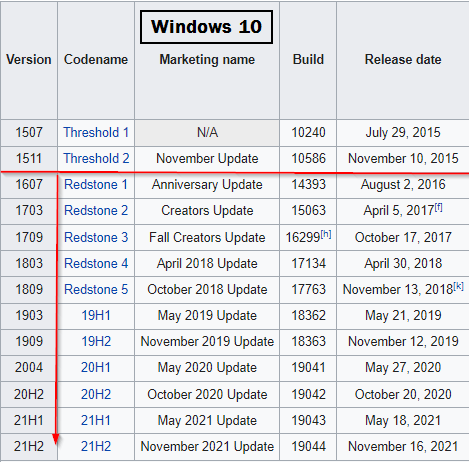 Windows 10
Version Codename Marketing name Build Release date
1507 Threshold 1 N/A 10240 July 29, 2015
1511 Threshold 2 November Update 10586 November 10, 2015
1607 Redstone 1 Anniversary Update 14393 August 2, 2016
1703 Redstone 2 Creators Update 15063 April 5, 2017[f]
1709 Redstone 3 Fall Creators Update 16299[h] October 17, 2017
1803 Redstone 4 April 2018 Update 17134 April 30, 2018
1809 Redstone 5 October 2018 Update 17763 November 13, 2018[k]
1903 19H1 May 2019 Update 18362 May 21, 2019
1909 19H2 November 2019 Update 18363 November 12, 2019
2004 20H1 May 2020 Update 19041 May 27, 2020
20H2 20H2 October 2020 Update 19042 October 20, 2020
21H1 21H1 May 2021 Update 19043 May 18, 2021
21H2 21H2 November 2021 Update 19044 November 16, 2021